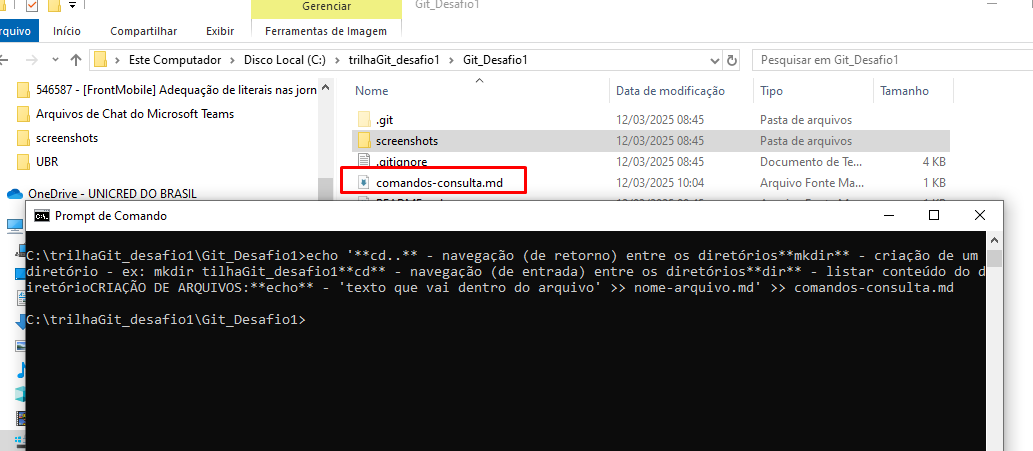 Gerenciar
Git_Desafio1
rquivo
Início
Compartilhar
Exibir
Ferramentas de Imagem
Este Computador > Disco Local (C:) > trilhaGit_desafio1 > Git_Desafio1
Pesquisar em Git_Desafio1
546587 - [FrontMobile] Adequação de literais nas jorn
Arquivos de Chat do Microsoft Teams
screenshots
UBR
OneDrive - UNICRED DO BRASIL
Nome Data de modificação Tipo Tamanho
.git 12/03/2025 08:45 Pasta de arquivos
screenshots 12/03/2025 08:45 Pasta de arquivos
.gitignore 12/03/2025 08:45 Documento de Te... 4 KB
comandos-consulta.md 12/03/2025 10:04 Arquivo Fonte Ma... 1 KB
Prompt de Comando
C:\trilhaGit_desafio1\Git_Desafio1>echo '**cd..** - navegação (de retorno) entre os diretórios**mkdir** - criação de um
diretório - ex: mkdir tilhaGit_desafio1**cd** - navegação (de entrada) entre os diretórios**dir** - listar conteúdo do d
iretórioCRIAÇÃO DE ARQUIVOS:**echo** - 'texto que vai dentro do arquivo' >> nome-arquivo.md' >> comandos-consulta.md
C:\trilhaGit_desafio1\Git_Desafio1>